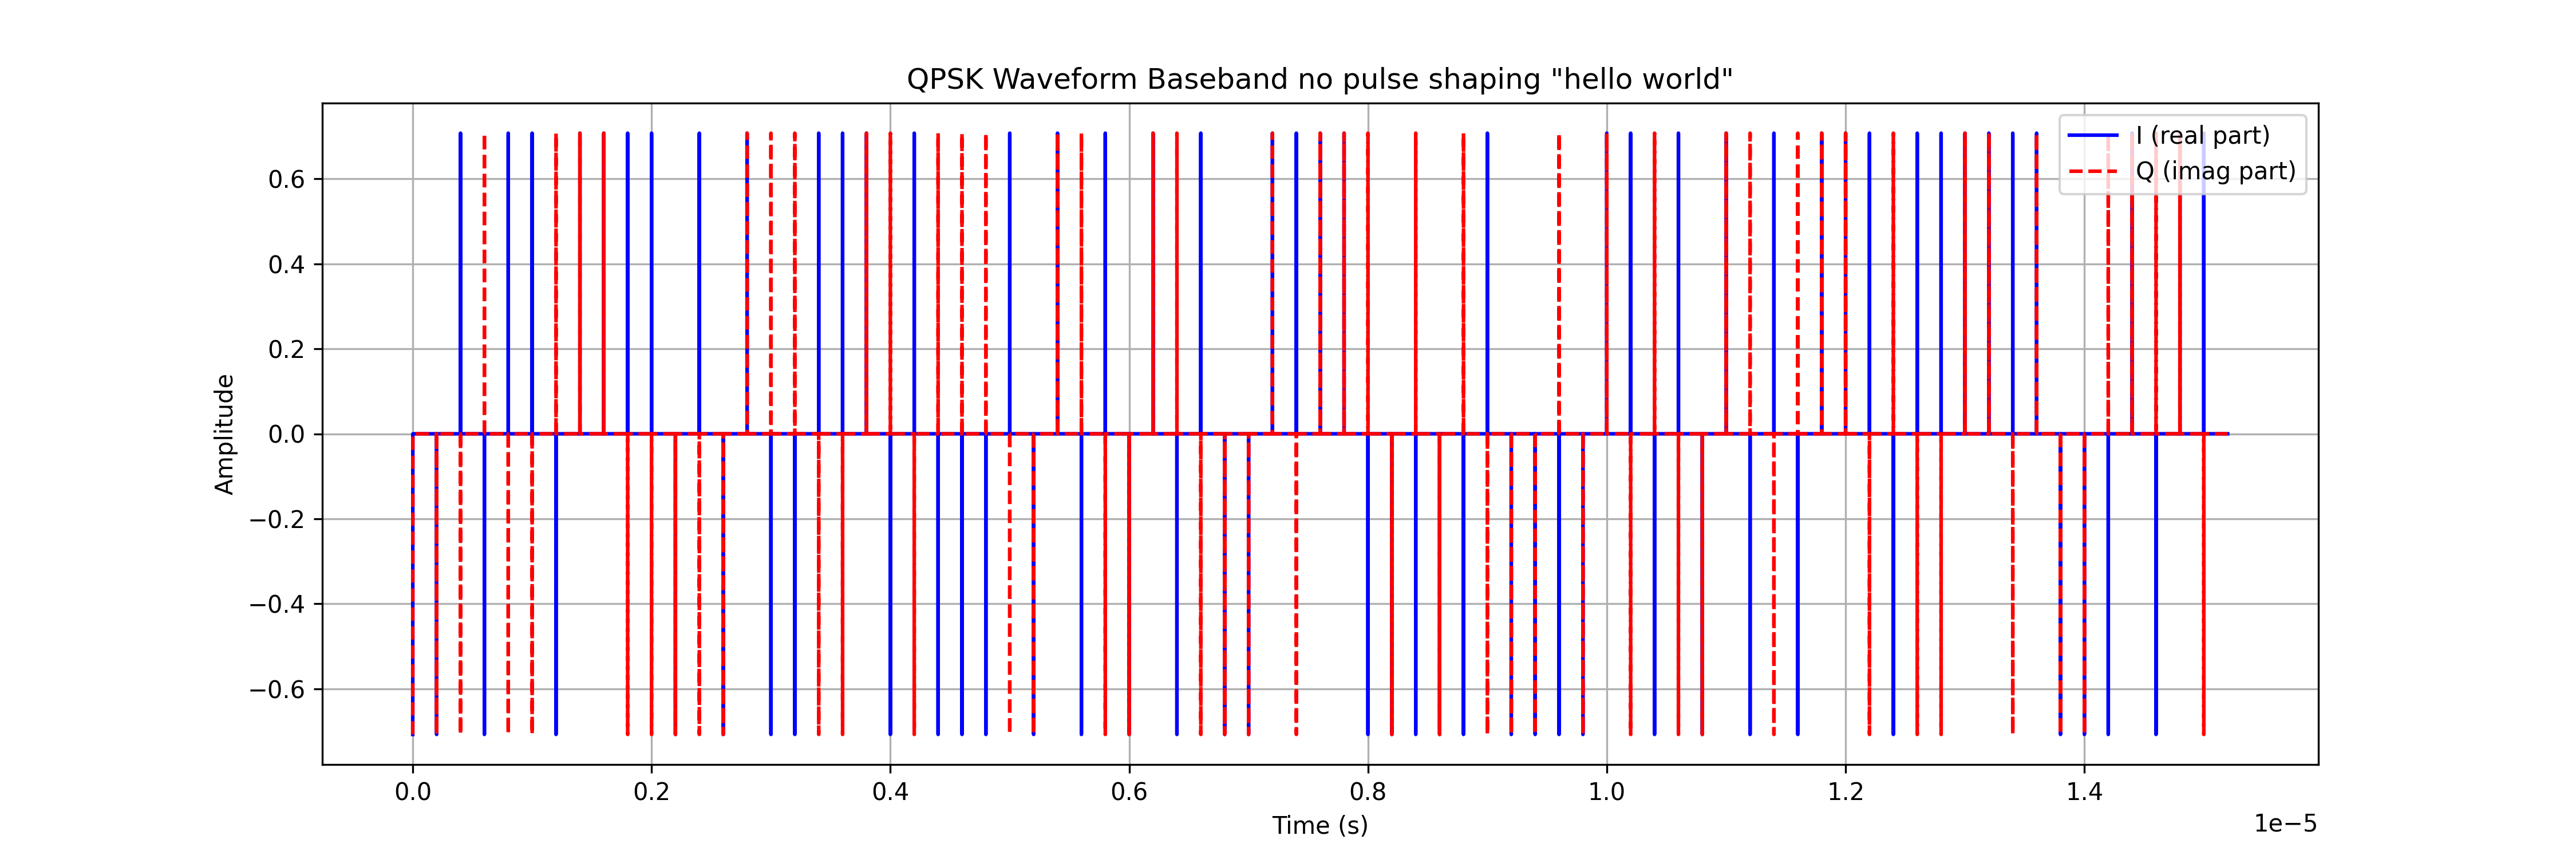 QPSK Waveform Baseband no pulse shaping "hello world"
I (real part)
Q (imag part)
0.6
0.4
0.2
0.0
−0.2
−0.4
−0.6
Amplitude
0.0 0.2 0.4 0.6 0.8 1.0 1.2 1.4
Time (s)
1e−5